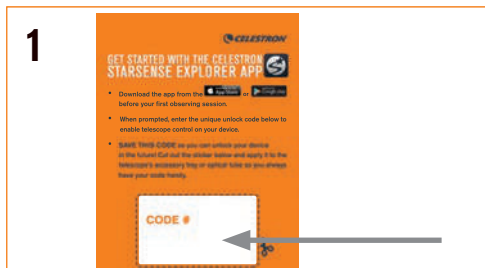 1
CELESTRON
GET STARTED WITH THE CELESTRON
STARSENSE EXPLORER APP
• Download the app from the App Store or Google play
before your first observing session.
• When prompted, enter the unique unlock code below to
enable telescope control on your device.
• SAVE THIS CODE so you can unlock your device
in the future! Cut out the sticker below and apply it to the
telescope's accessory tray or optical tube so you always
have your code handy.
CODE #